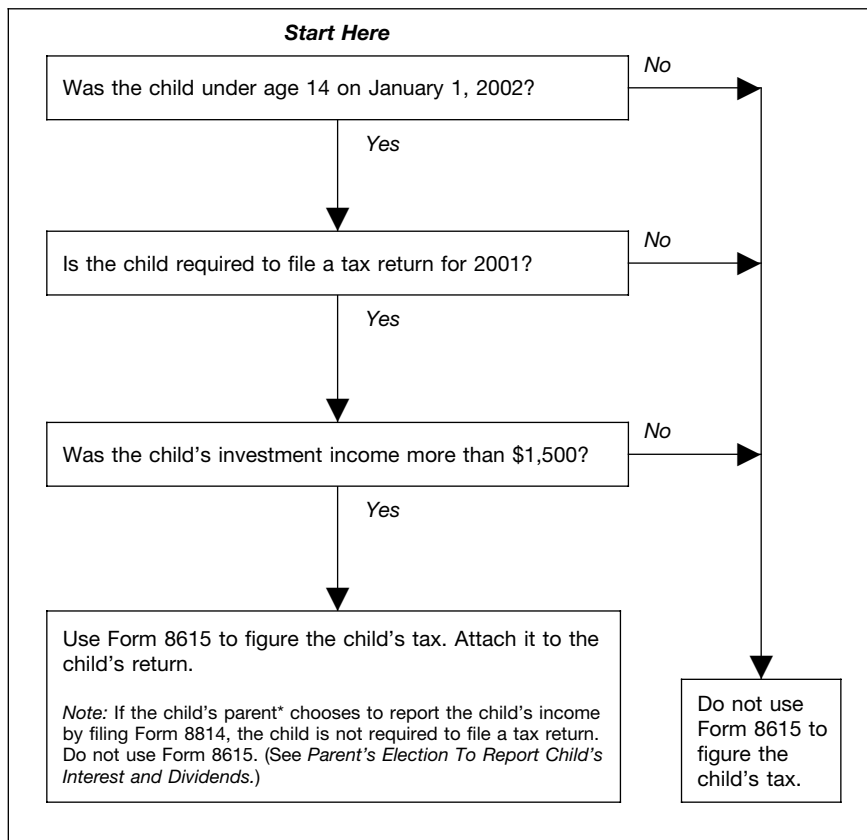 Start Here
Was the child under age 14 on January 1, 2002?
No
Yes
Is the child required to file a tax return for 2001?
No
Yes
Was the child's investment income more than $1,500?
No
Yes
Use Form 8615 to figure the child's tax. Attach it to the
child's return.
Note: If the child's parent* chooses to report the child's income
by filing Form 8814, the child is not required to file a tax return.
Do not use Form 8615. (See Parent's Election To Report Child's
Interest and Dividends.)
Do not use
Form 8615 to
figure the
child's tax.